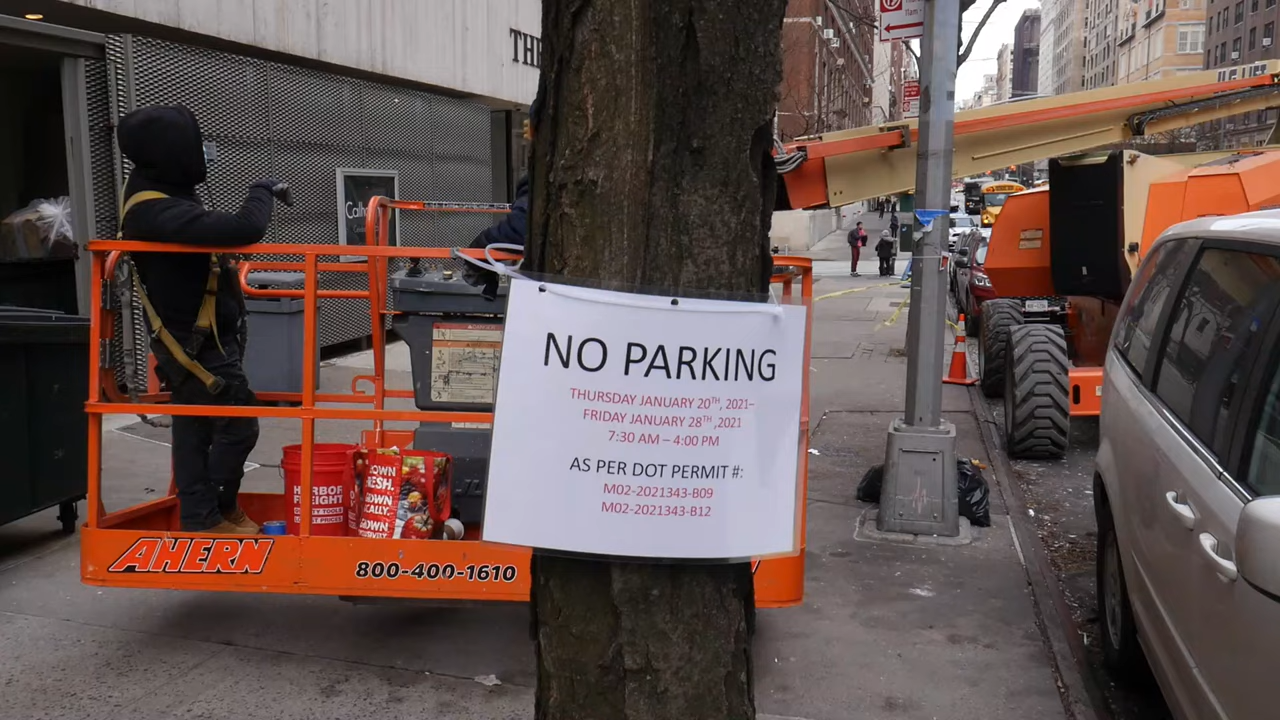 THE
NO PARKING
THURSDAY JANUARY 20TH, 2021–
FRIDAY JANUARY 28TH ,2021
7:30 AM – 4:00 PM
AS PER DOT PERMIT #:
M02-2021343-B09
M02-2021343-B12
AHERN
800-400-1610
HARBOR
FREIGHT